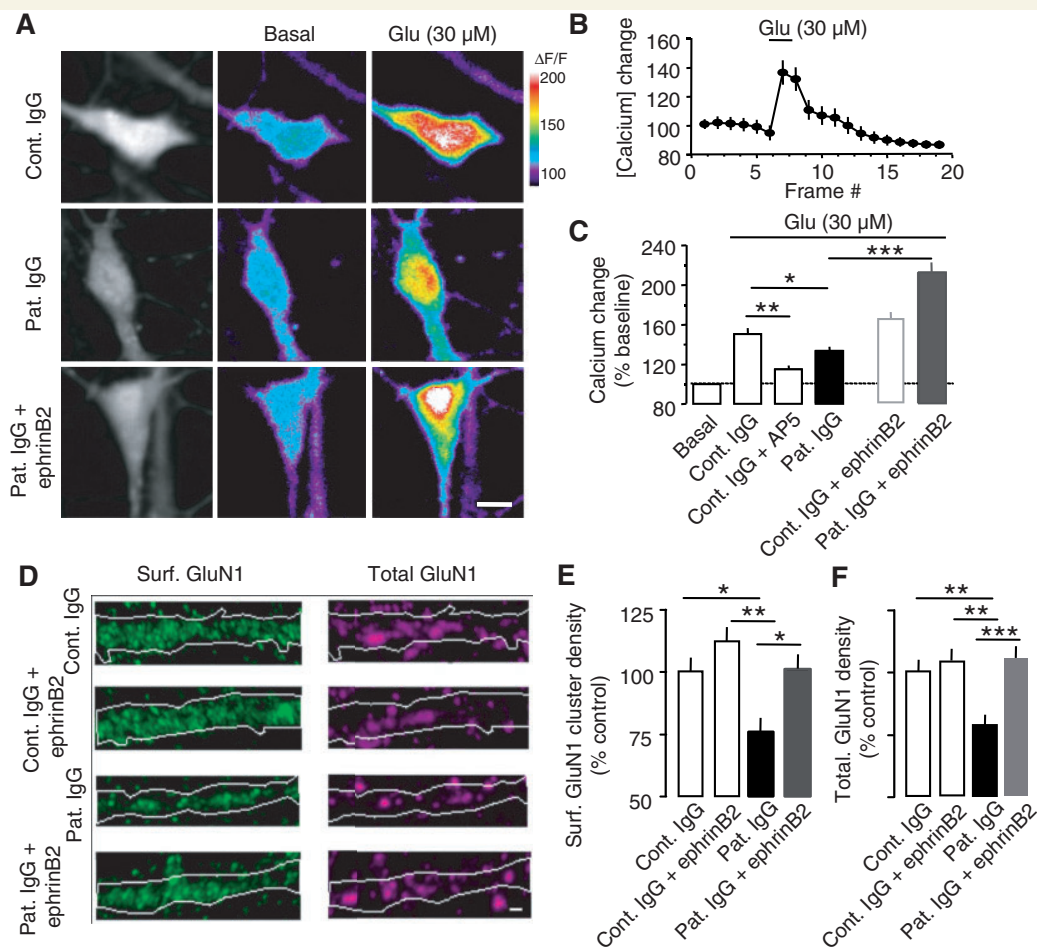 A
Basal
Glu (30 µM)
Cont. IgG
Pat. IgG
Pat. IgG +
ephrinB2
ΔF/F
200
150
100
B
Glu (30 µM)
[Calcium] change
160
140
120
100
80
0
5
10
15
20
Frame #
C
Glu (30 µM)
***
*
**
Calcium change
(% baseline)
240
200
160
120
80
Basal
Cont. IgG
Cont. IgG + AP5
Pat. IgG
Cont. IgG + ephrinB2
Pat. IgG + ephrinB2
D
Surf. GluN1
Total GluN1
Cont. IgG
Cont. IgG +
ephrinB2
Pat. IgG
Pat. IgG +
ephrinB2
E
*
**
*
Surf. GluN1 cluster density
(% control)
125
100
75
50
Cont. IgG
Cont. IgG + ephrinB2
Pat. IgG
Pat. IgG + ephrinB2
F
**
**
***
Total. GluN1 density
(% control)
Cont. IgG
Cont. IgG + ephrinB2
Pat. IgG
Pat. IgG + ephrinB2